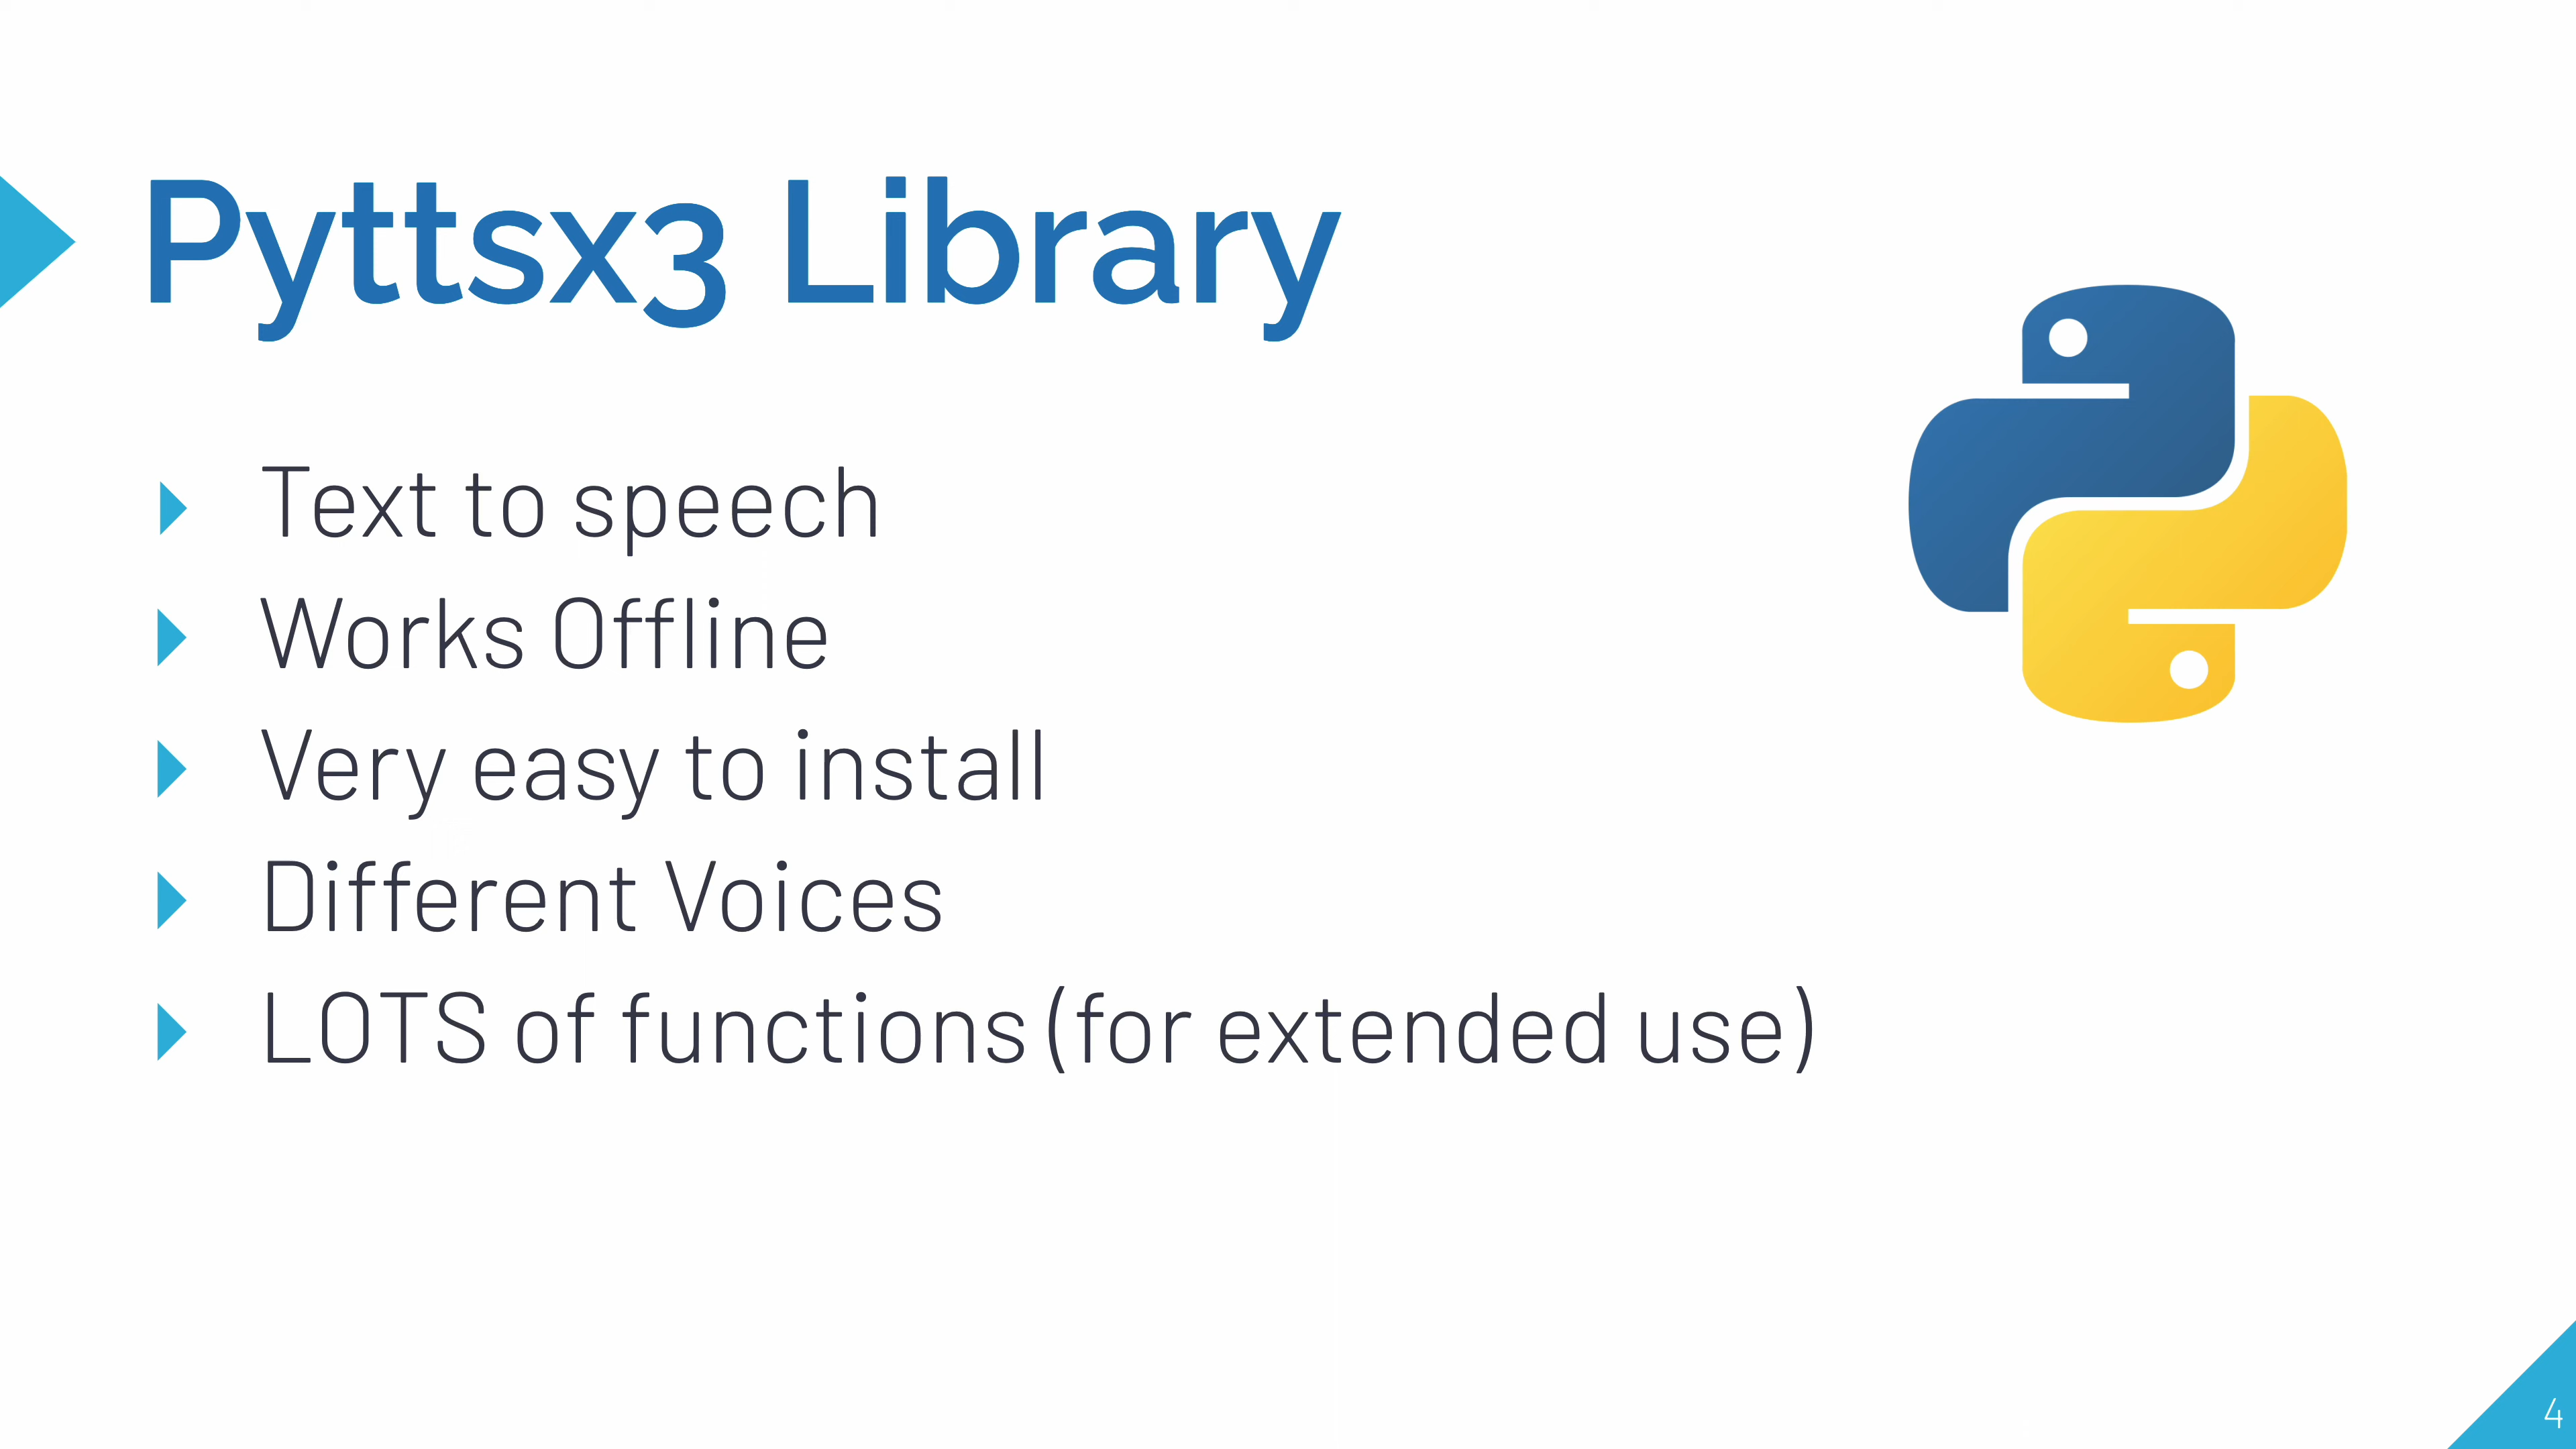 Pyttsx3 Library
Text to speech
Works Offline
Very easy to install
Different Voices
LOTS of functions (for extended use)
4